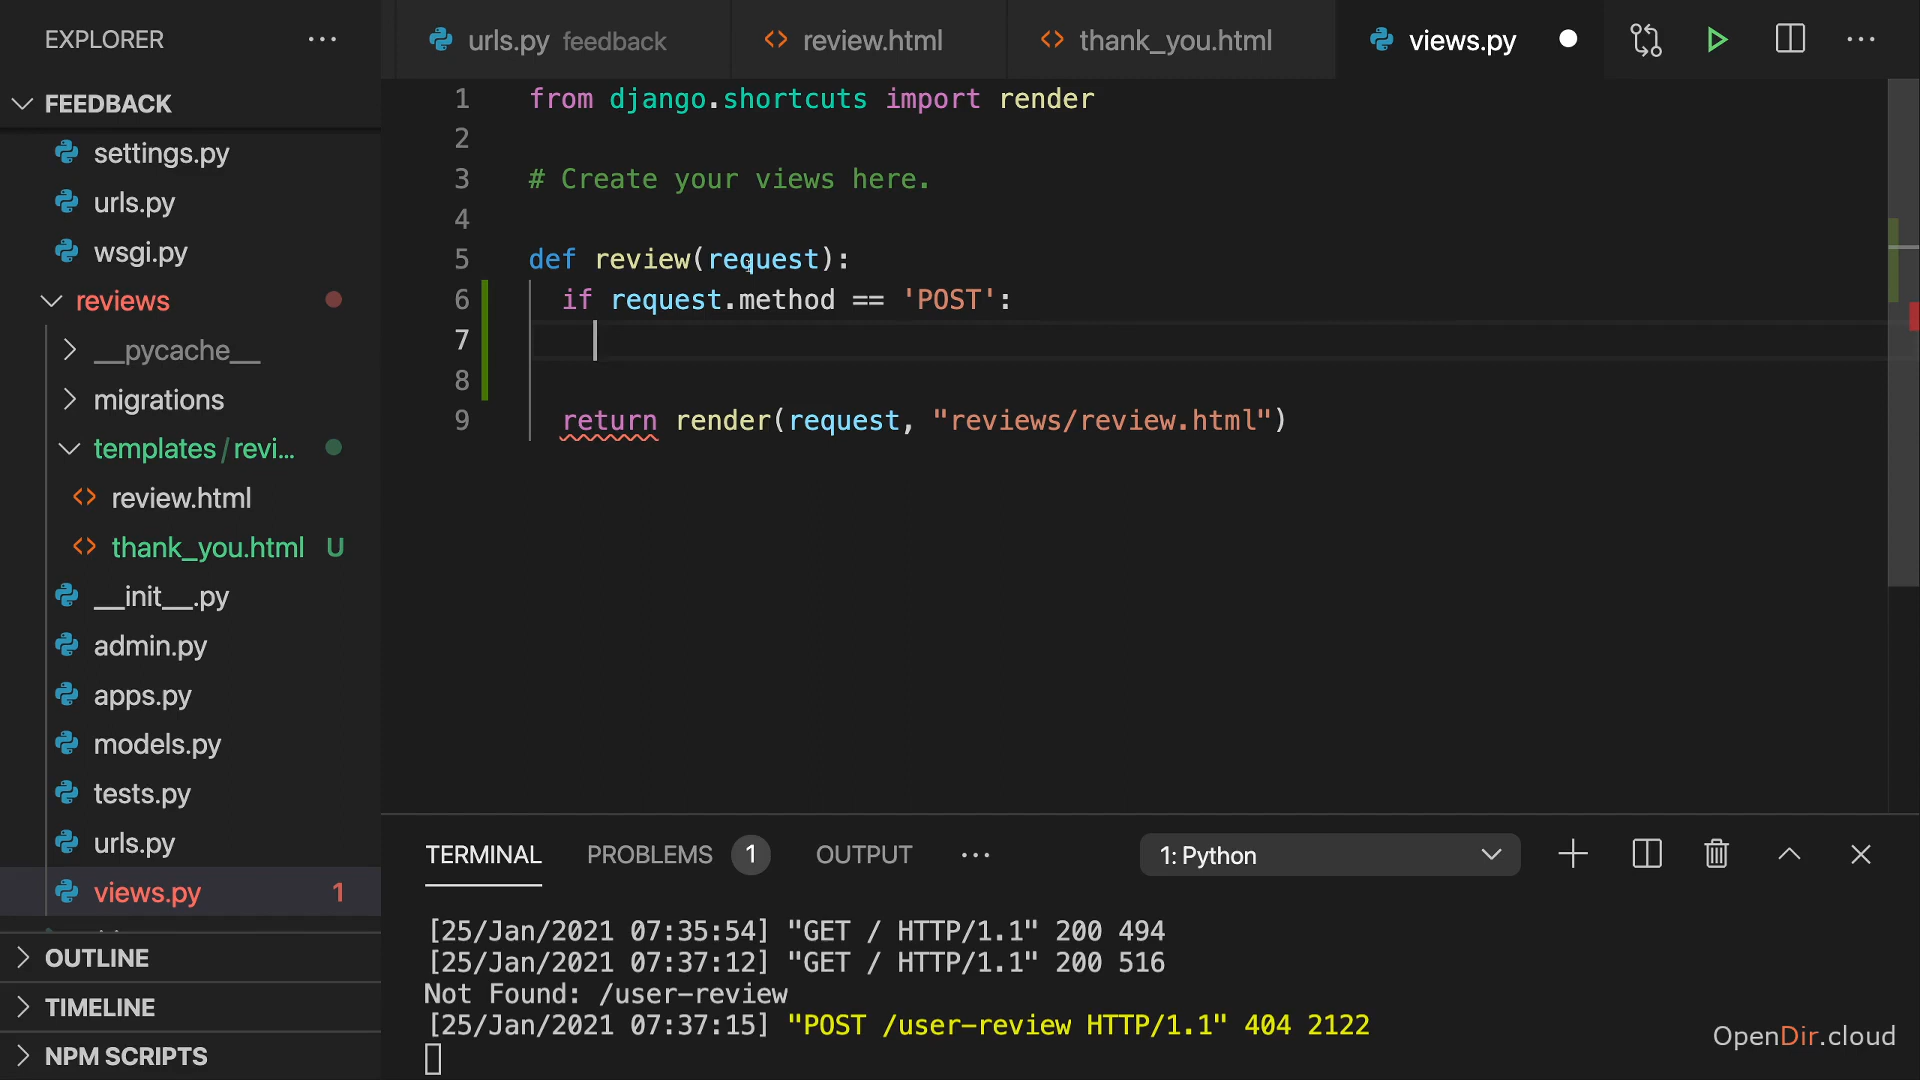 EXPLORER
FEEDBACK
settings.py
urls.py
wsgi.py
reviews
__pycache__
migrations
templates/revi...
review.html
thank_you.html U
__init__.py
admin.py
apps.py
models.py
tests.py
urls.py
views.py 1
OUTLINE
TIMELINE
NPM SCRIPTS
urls.py feedback
review.html
thank_you.html
views.py
1 from django.shortcuts import render
2
3 # Create your views here.
4
5 def review(request):
6 if request.method == 'POST':
7
8
9 return render(request, "reviews/review.html")
TERMINAL PROBLEMS 1 OUTPUT 1: Python
[25/Jan/2021 07:35:54] "GET / HTTP/1.1" 200 494
[25/Jan/2021 07:37:12] "GET / HTTP/1.1" 200 516
Not Found: /user-review
[25/Jan/2021 07:37:15] "POST /user-review HTTP/1.1" 404 2122
OpenDir.cloud